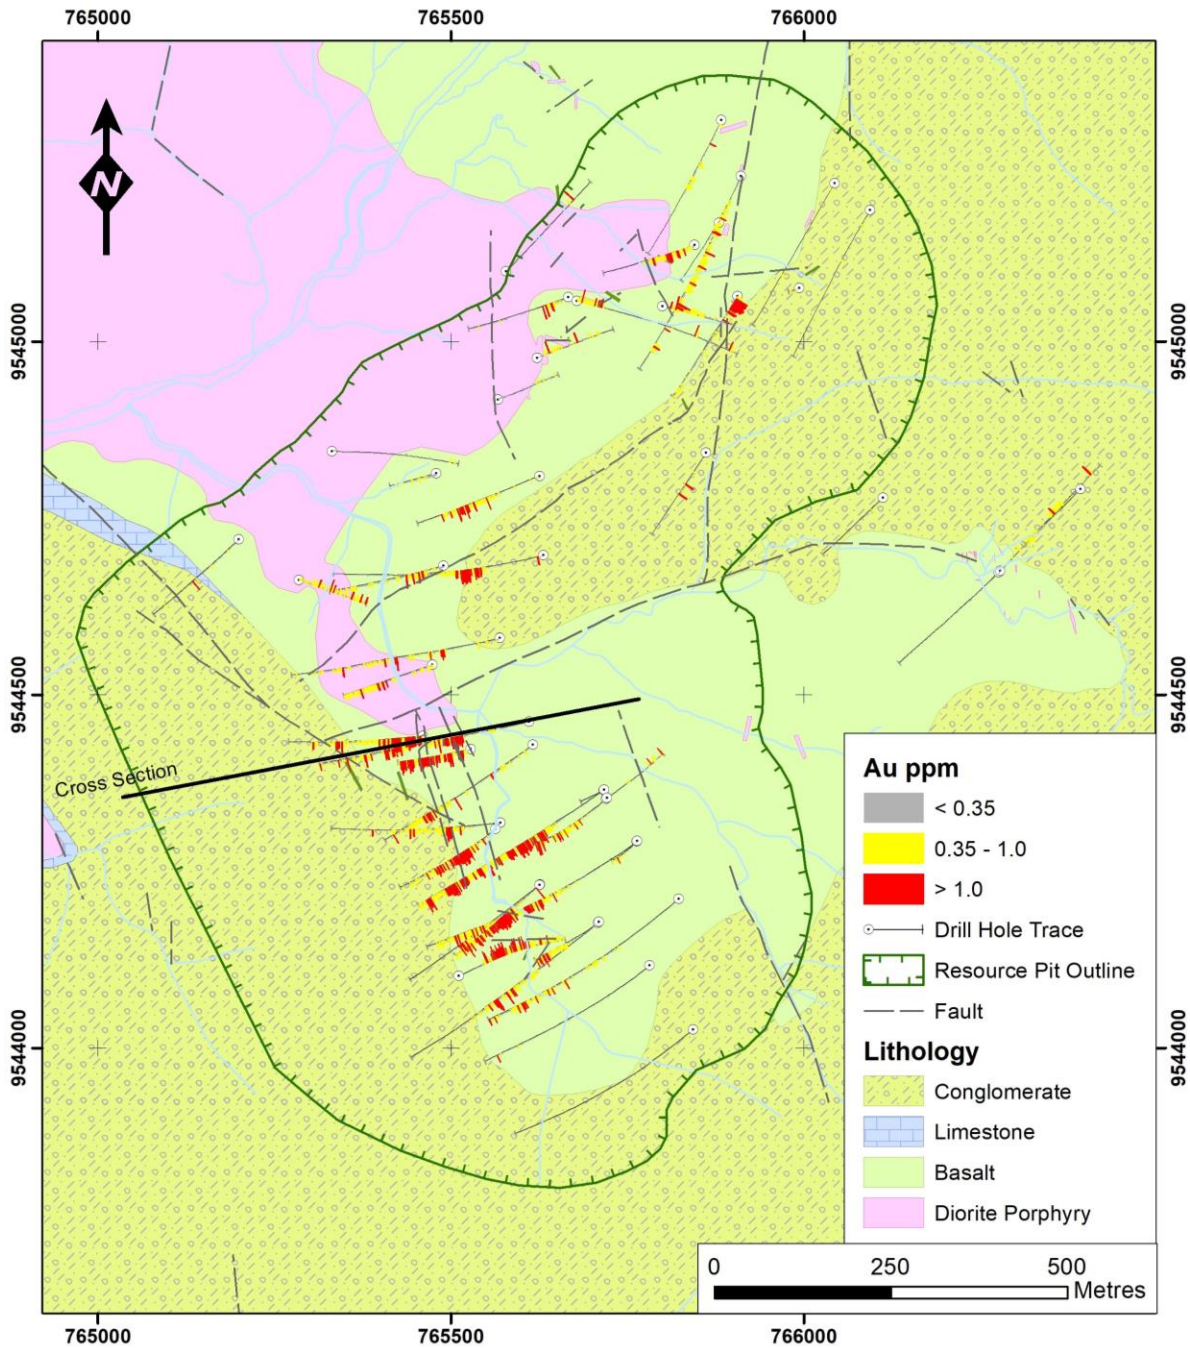 765000 765500 766000
N
9545000 9545000
9544500 9544500
Cross Section
9544000 9544000
Au ppm
< 0.35
0.35 - 1.0
> 1.0
Drill Hole Trace
Resource Pit Outline
Fault
Lithology
Conglomerate
Limestone
Basalt
Diorite Porphyry
0 250 500
Metres
765000 765500 766000